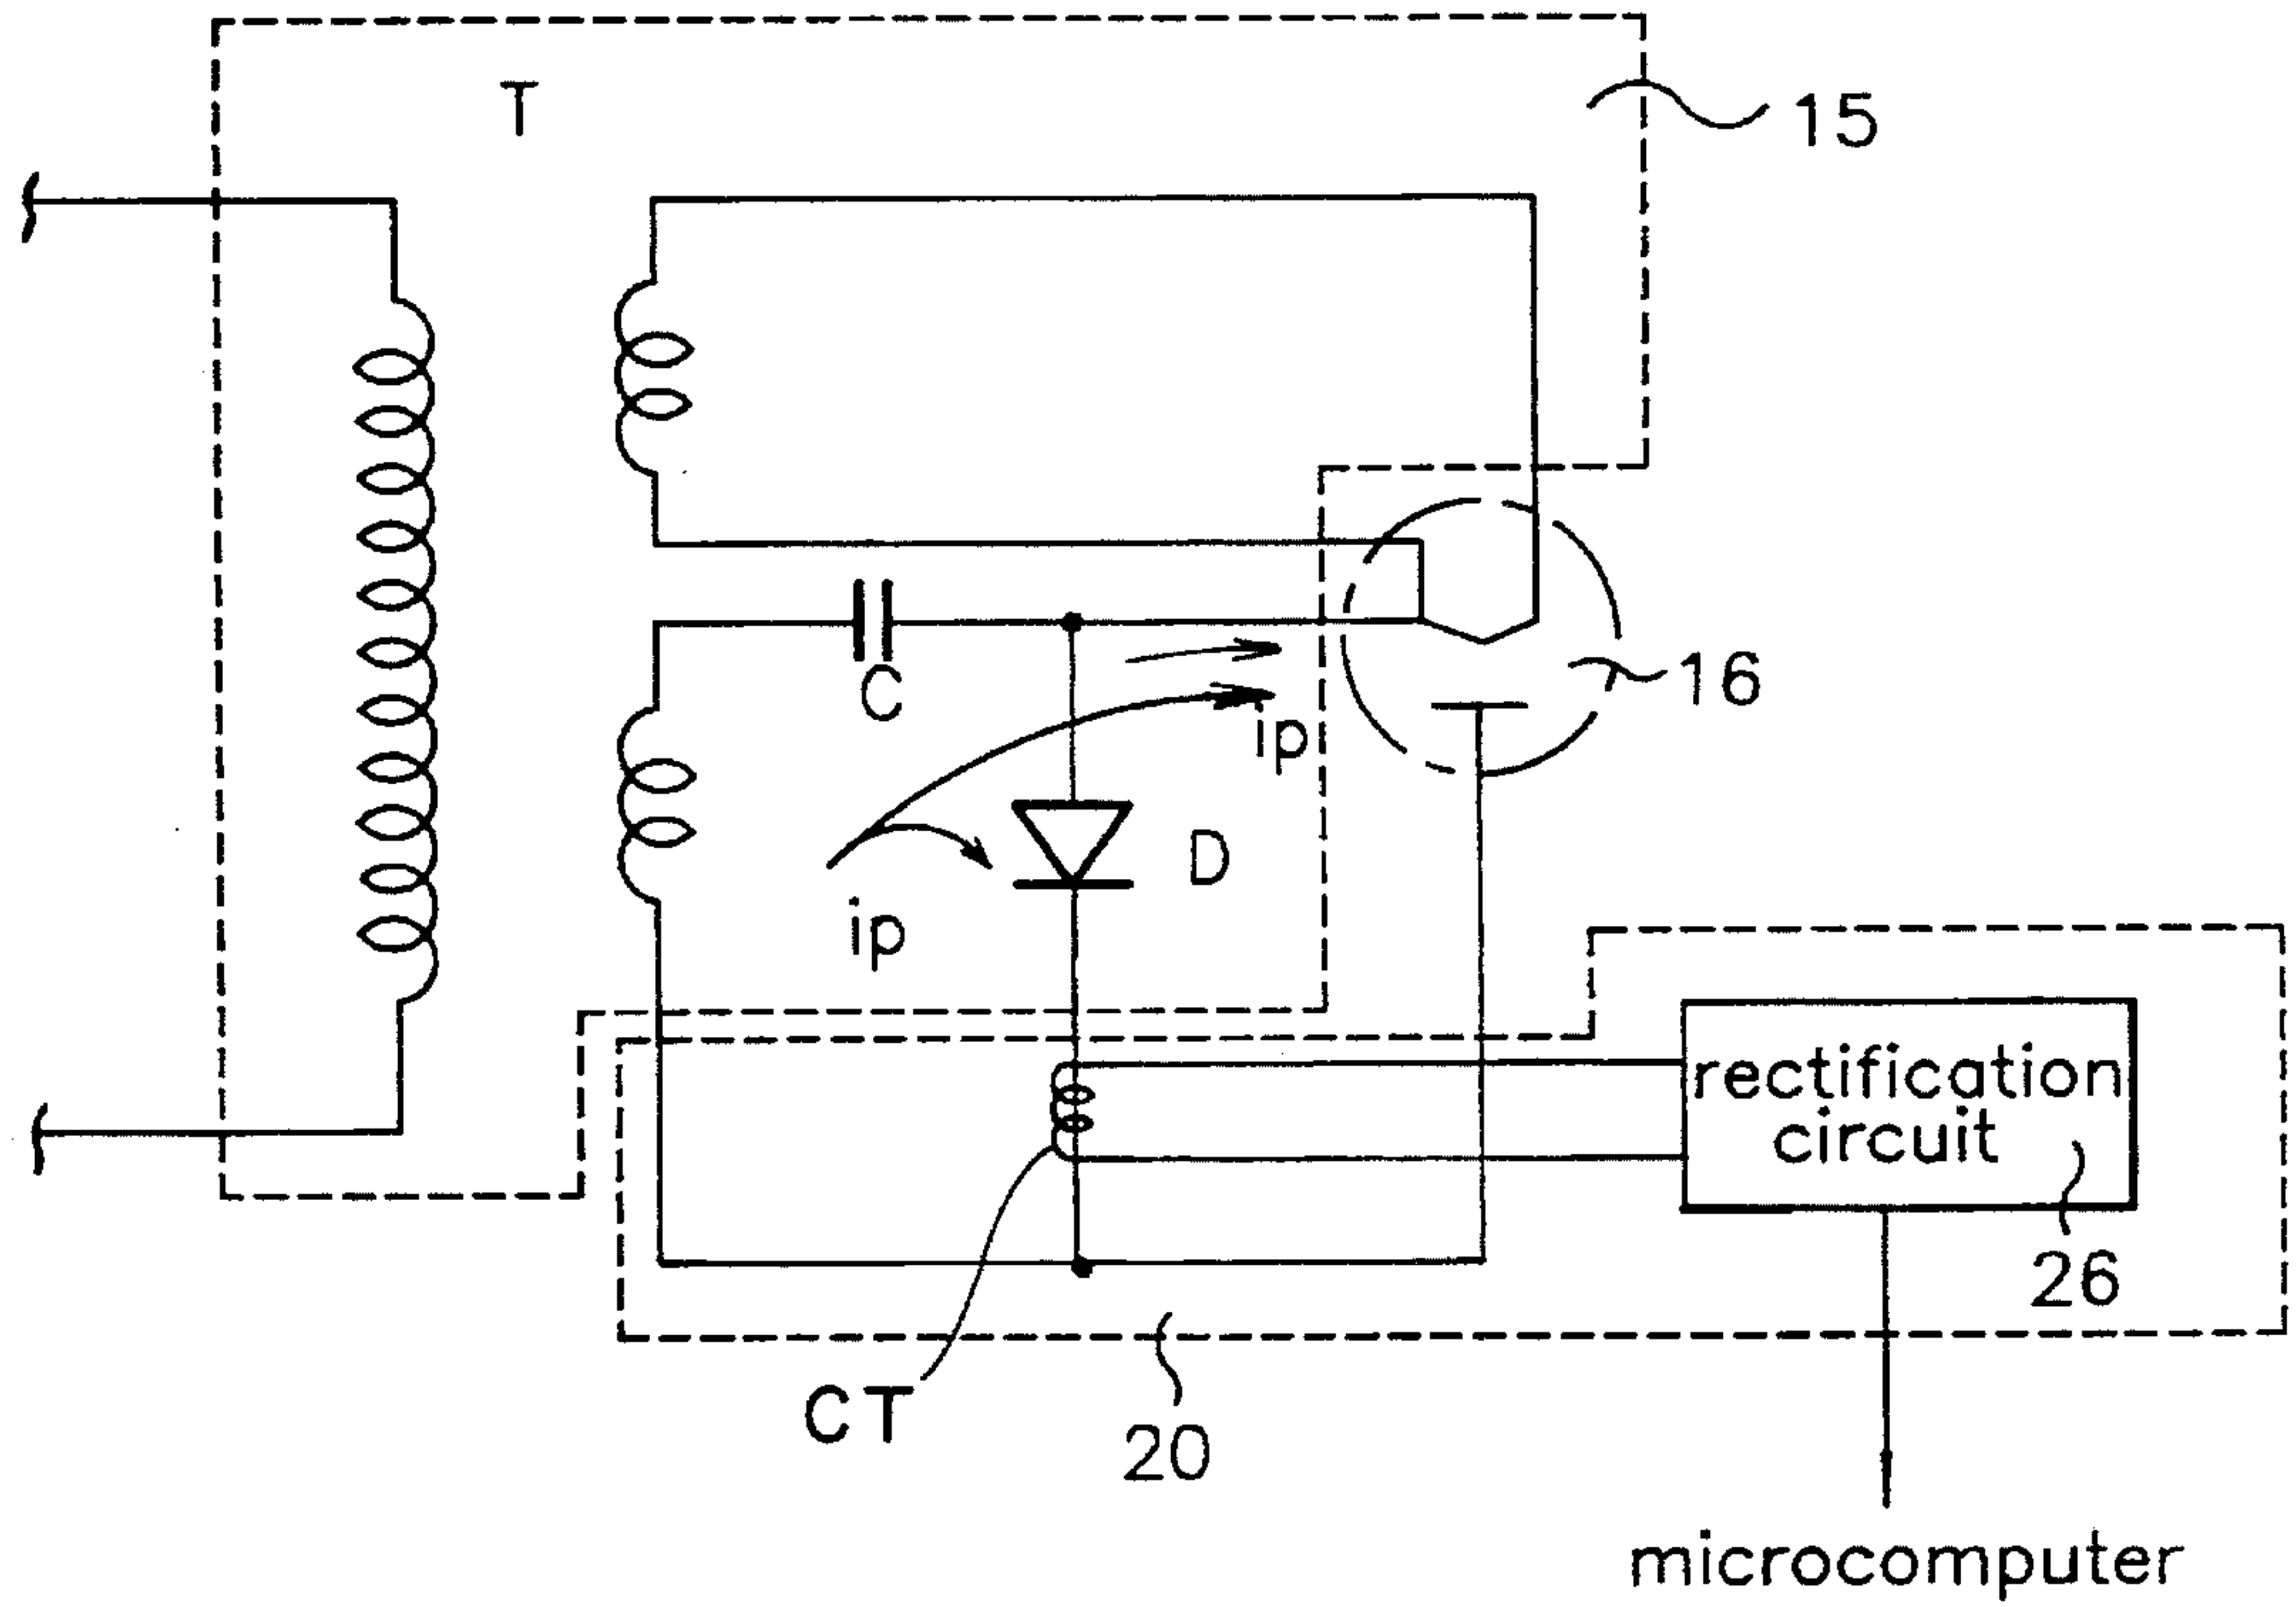 T
15
C
16
ip
D
ip
rectification
circuit
26
CT
20
microcomputer